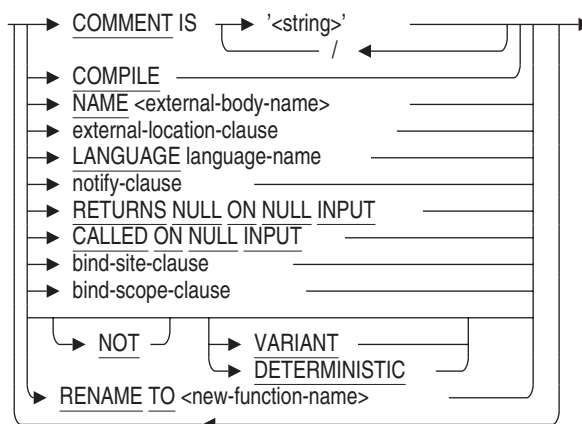 COMMENT IS '<string>'
/
COMPILE
NAME <external-body-name>
external-location-clause
LANGUAGE language-name
notify-clause
RETURNS NULL ON NULL INPUT
CALLED ON NULL INPUT
bind-site-clause
bind-scope-clause
NOT VARIANT
DETERMINISTIC
RENAME TO <new-function-name>